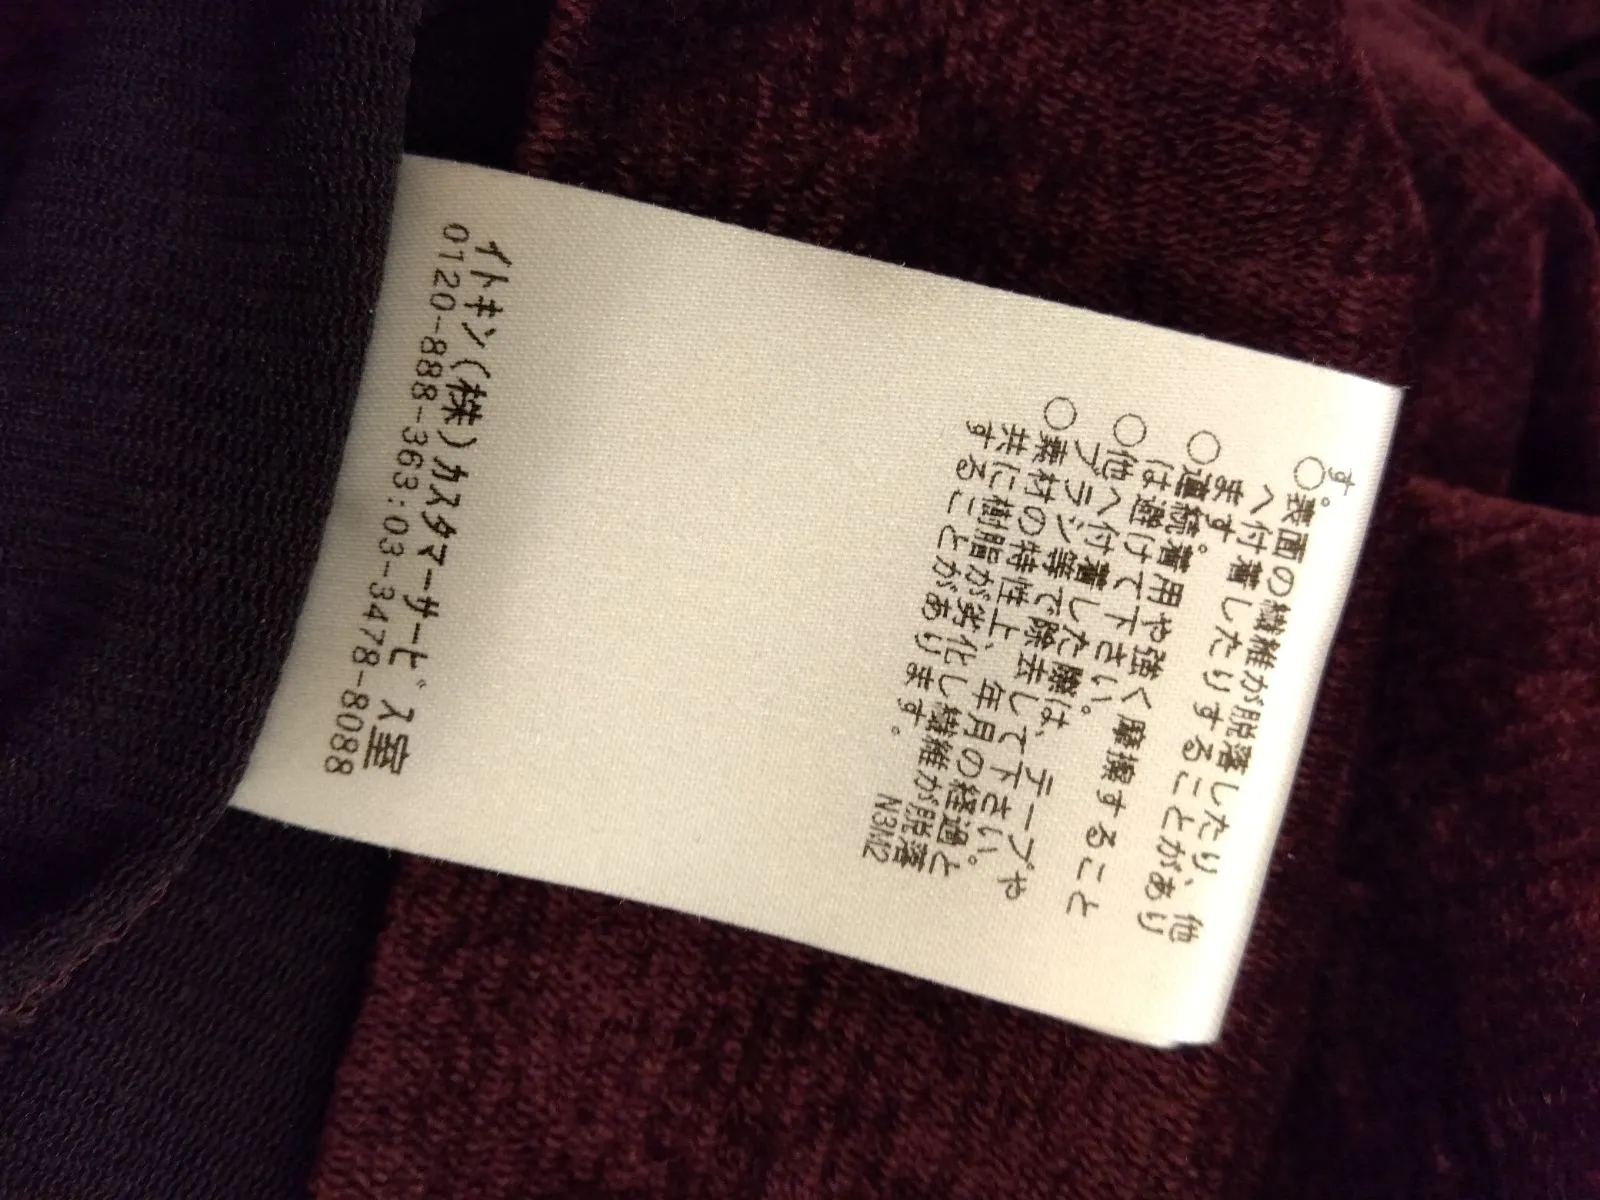 す。
○表面の繊維が脱落したり、他
へ付着したりすることがあり
ます。
○連続着用や強く摩擦すること
は避けて下さい。
○他へ付着した際は、テープや
ブラシ等で除去して下さい。
○素材の特性上、年月の経過と
共に樹脂が劣化し繊維が脱落
することがあります。
N3M2
イトキン(株)カスタマーサービス室
0120-888-363:03-3478-8088